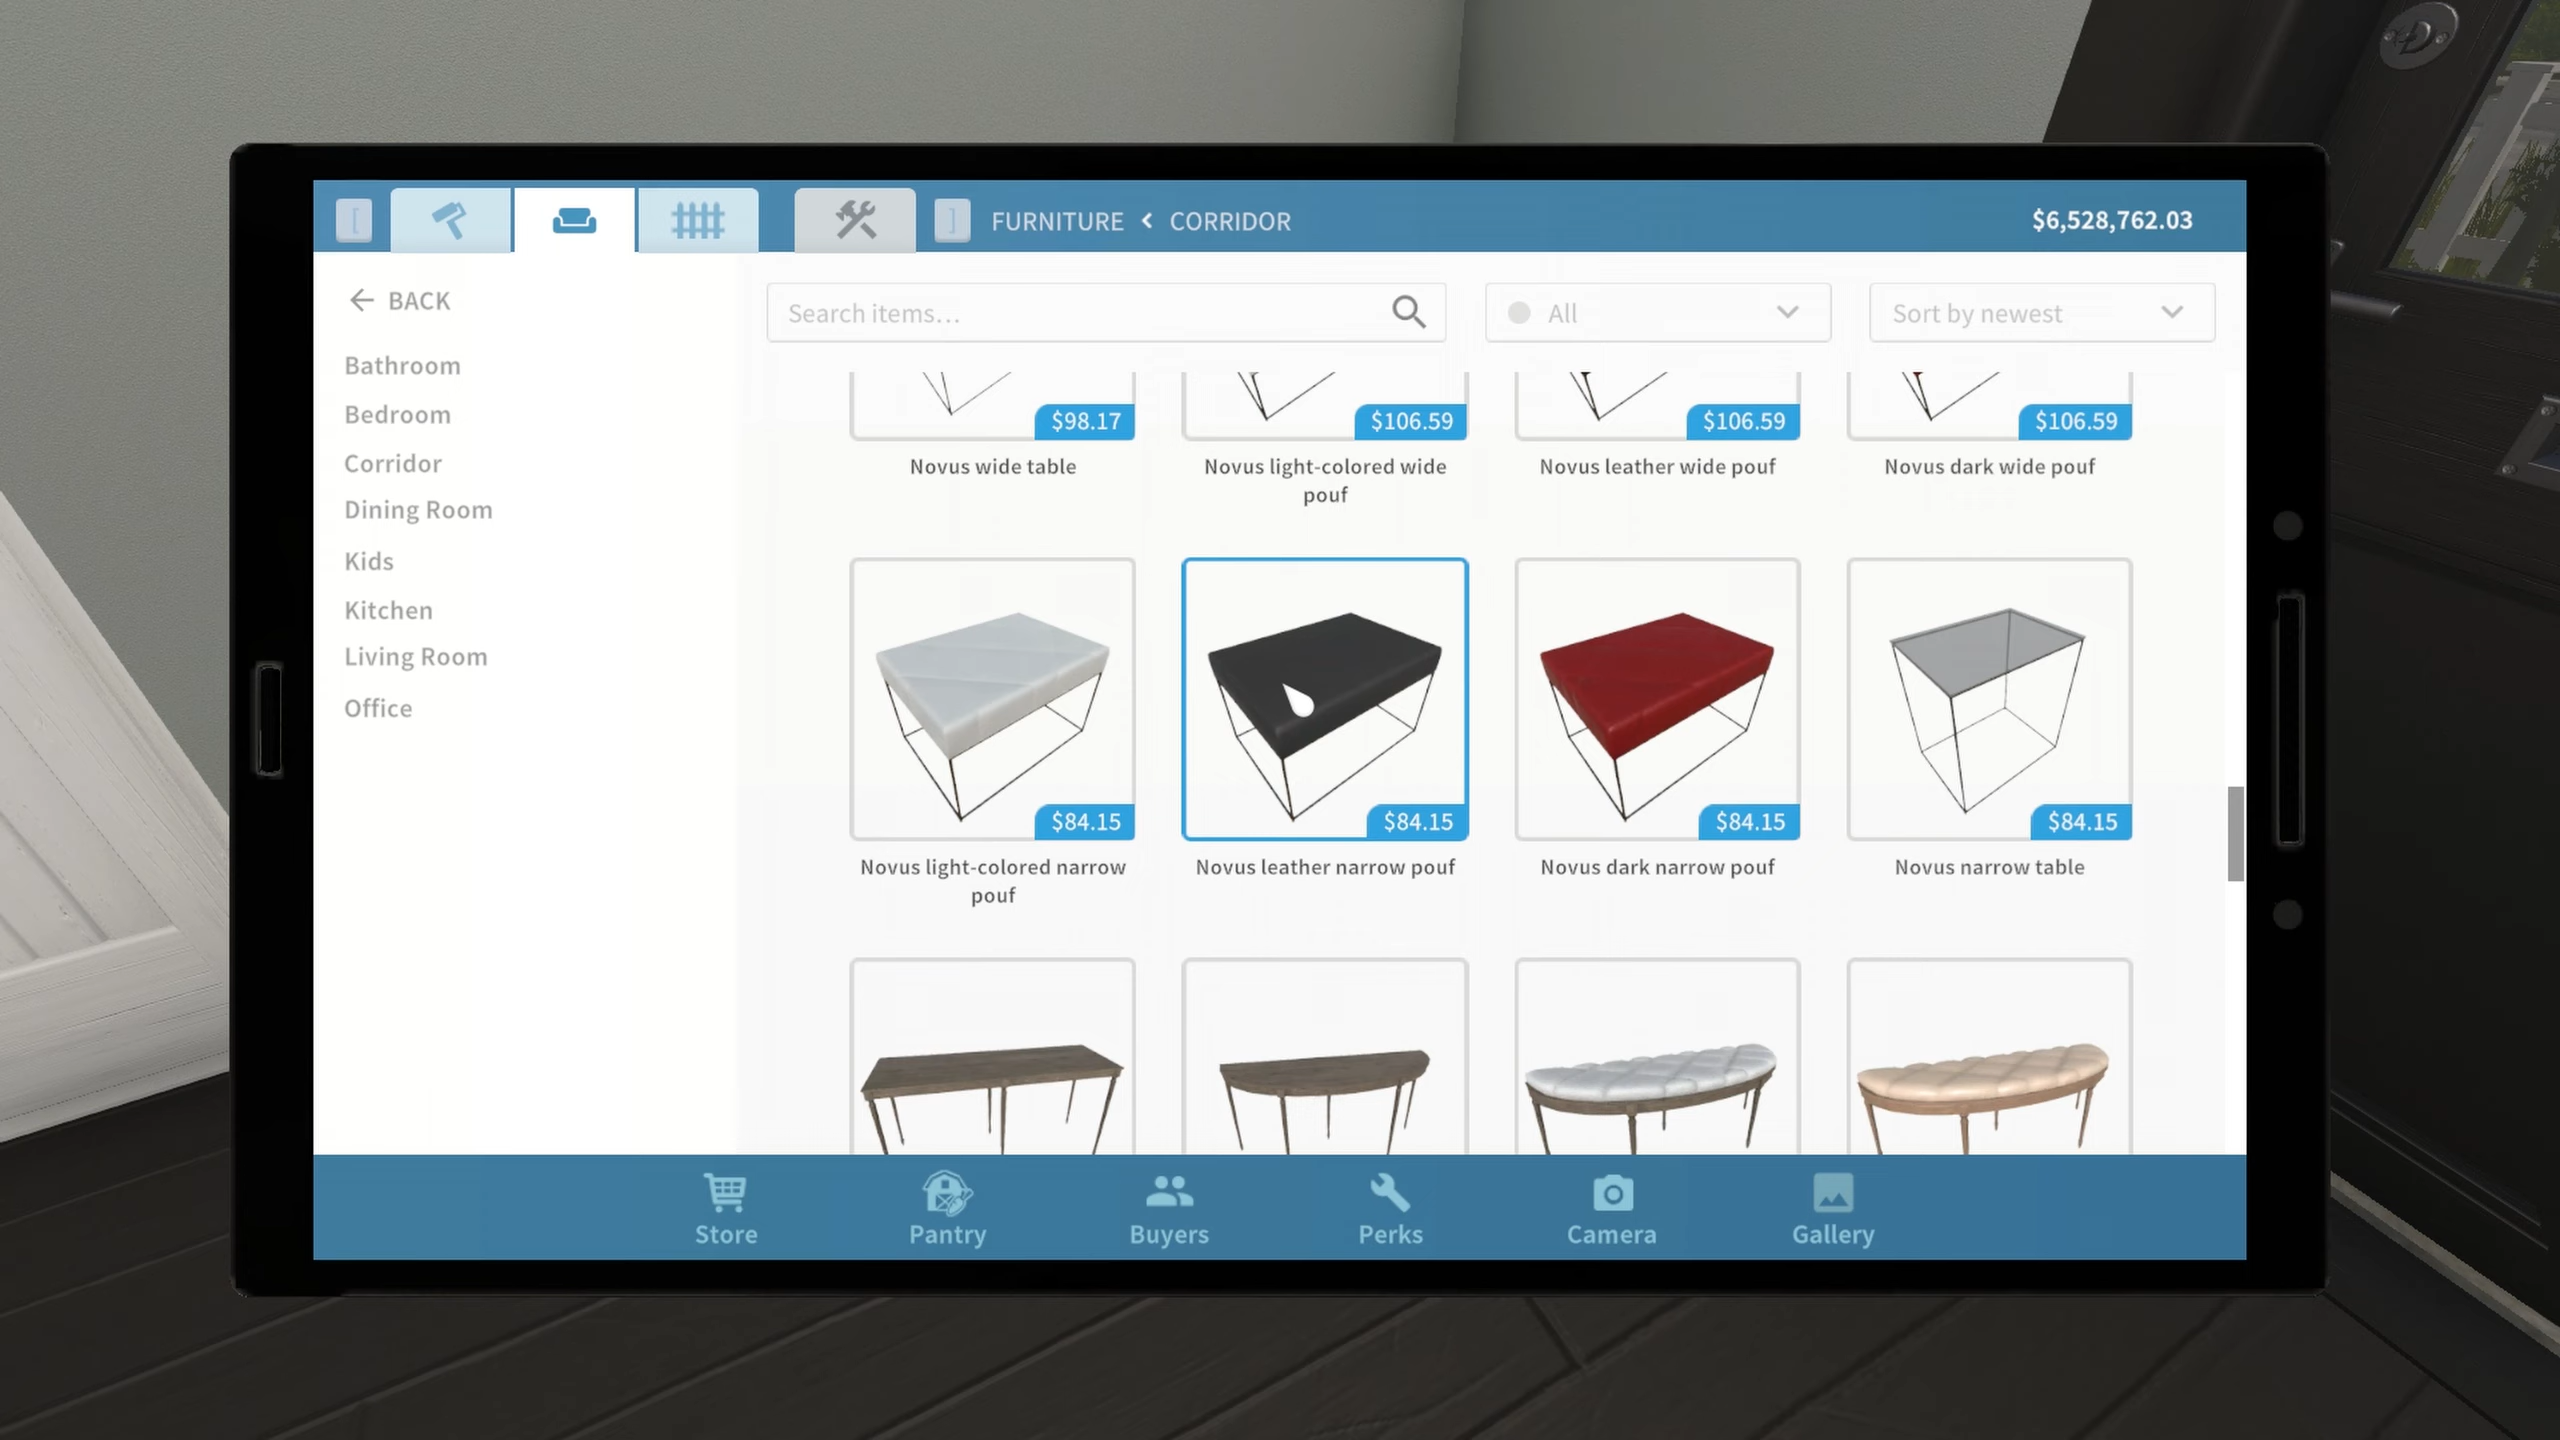 [
]
FURNITURE < CORRIDOR
$6,528,762.03
BACK
Search items...
All
Sort by newest
Bathroom
Bedroom
Corridor
Dining Room
Kids
Kitchen
Living Room
Office
$98.17
$106.59
$106.59
$106.59
Novus wide table
Novus light-colored wide
pouf
Novus leather wide pouf
Novus dark wide pouf
$84.15
$84.15
$84.15
$84.15
Novus light-colored narrow
pouf
Novus leather narrow pouf
Novus dark narrow pouf
Novus narrow table
Store
Pantry
Buyers
Perks
Camera
Gallery